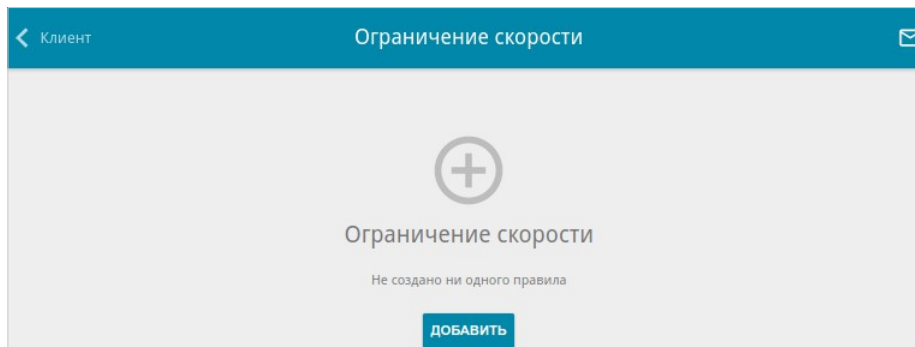 Клиент
Ограничение скорости
Ограничение скорости
Не создано ни одного правила
ДОБАВИТЬ